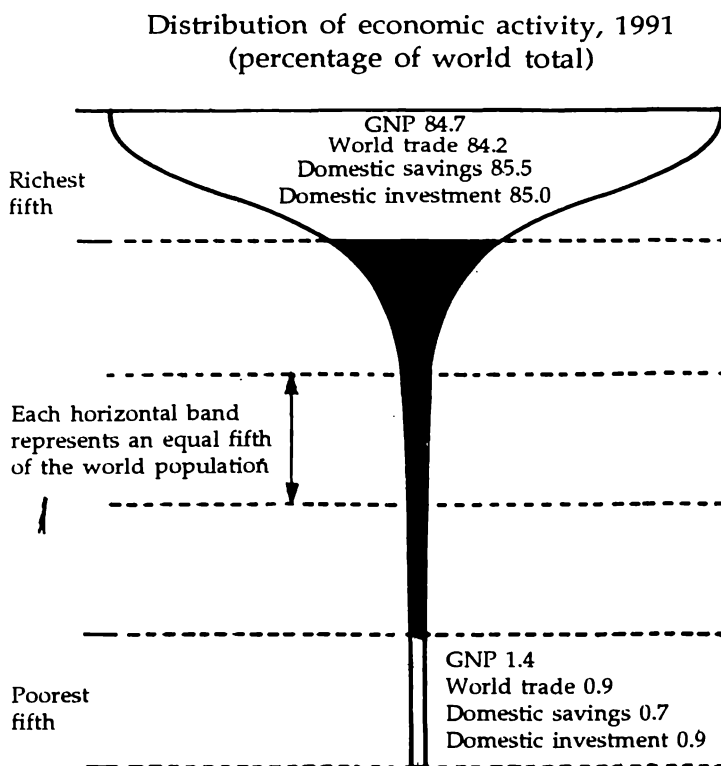 Distribution of economic activity, 1991
(percentage of world total)
GNP 84.7
World trade 84.2
Domestic savings 85.5
Domestic investment 85.0
Richest
fifth
Each horizontal band
represents an equal fifth
of the world population
Poorest
fifth
GNP 1.4
World trade 0.9
Domestic savings 0.7
Domestic investment 0.9